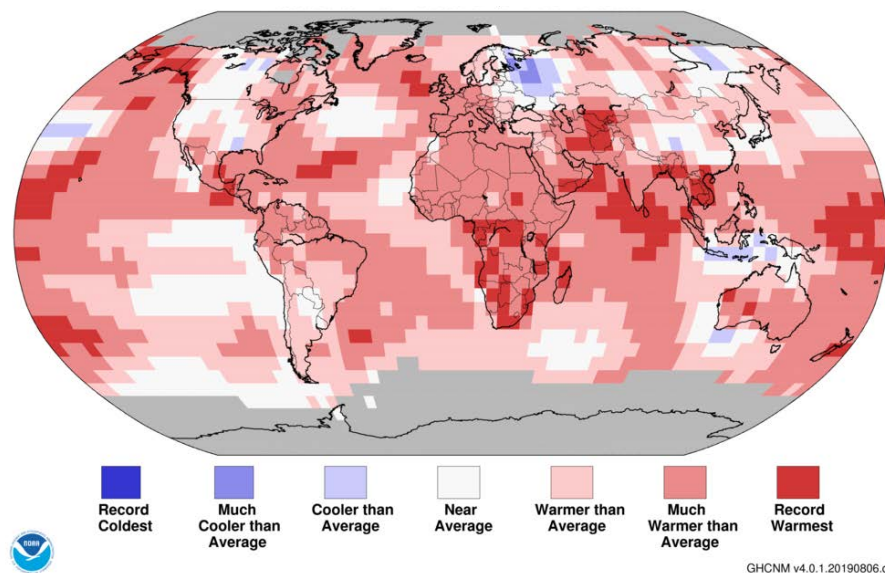 Record
Coldest
Much
Cooler than
Average
Cooler than
Average
Near
Average
Warmer than
Average
Much
Warmer than
Average
Record
Warmest
NOAA
GHCNM v4.0.1.20190806.